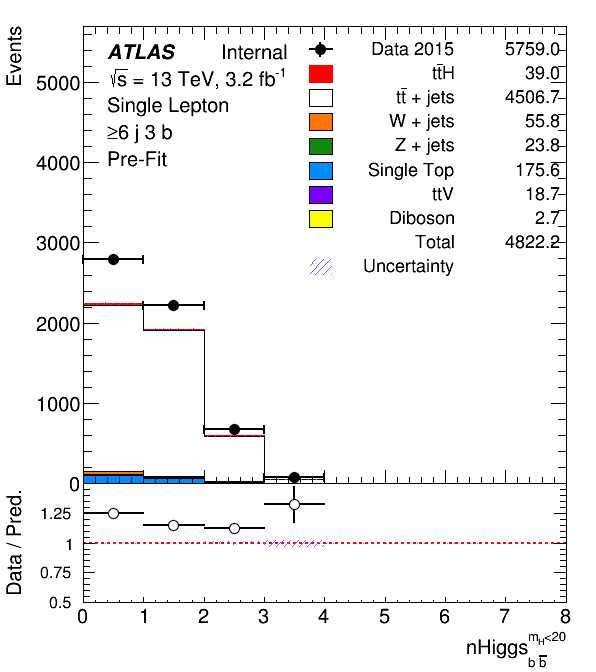 Events
ATLAS Internal
√s = 13 TeV, 3.2 fb⁻¹
Single Lepton
≥6 j 3 b
Pre-Fit
Data 2015 5759.0
tt̄H 39.0
tt̄ + jets 4506.7
W + jets 55.8
Z + jets 23.8
Single Top 175.6
ttV 18.7
Diboson 2.7
Total 4822.2
Uncertainty
5000
4000
3000
2000
1000
0
Data / Pred.
1.25
1
0.75
0.5
0 1 2 3 4 5 6 7 8
nHiggs m_H<20 b b̄